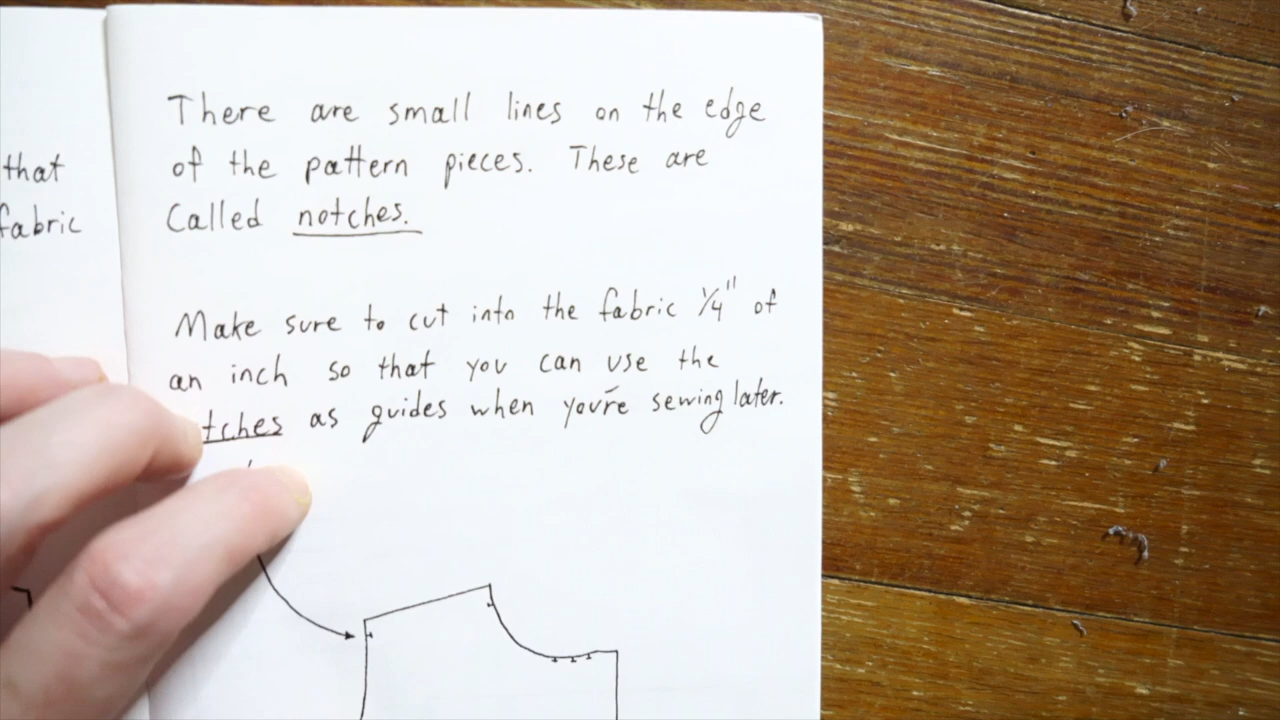 that
fabric
There are small lines on the edge
of the pattern pieces. These are
Called notches.
Make sure to cut into the fabric 1/4" of
an inch so that you can use the
tches as guides when you're sewing later.